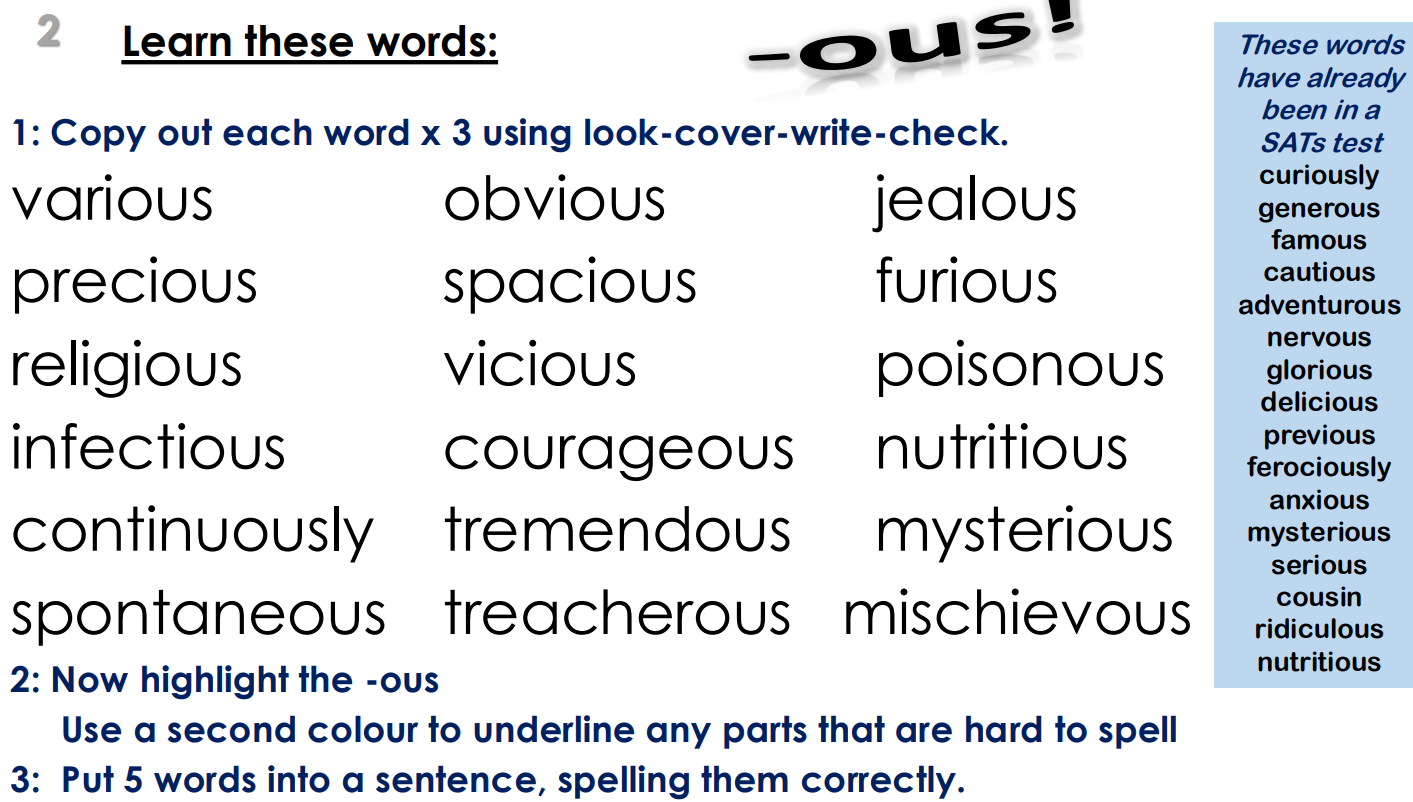 2
Learn these words:
-ous!
1: Copy out each word x 3 using look-cover-write-check.
various obvious jealous
precious spacious furious
religious vicious poisonous
infectious courageous nutritious
continuously tremendous mysterious
spontaneous treacherous mischievous
2: Now highlight the -ous
Use a second colour to underline any parts that are hard to spell
3: Put 5 words into a sentence, spelling them correctly.
These words
have already
been in a
SATs test
curiously
generous
famous
cautious
adventurous
nervous
glorious
delicious
previous
ferociously
anxious
mysterious
serious
cousin
ridiculous
nutritious